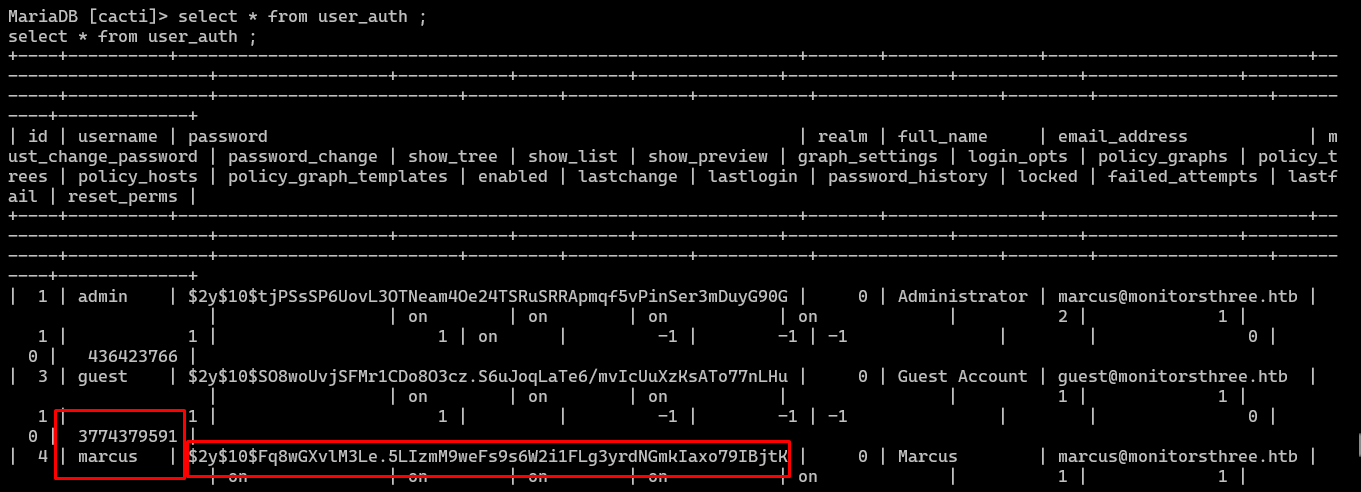 MariaDB [cacti]> select * from user_auth ;
select * from user_auth ;
+----+----------+--------------------------------------------------------------+-------+---------------+--------------------------+--
--------------------+-----------------+-----------+-----------+--------------+----------------+------------+----------------+---------
-----+--------------+------------------------+---------+------------+-----------+------------------+--------+-----------------+------
----+-------------+
| id | username | password | realm | full_name | email_address | m
ust_change_password | password_change | show_tree | show_list | show_preview | graph_settings | login_opts | policy_graphs | policy_t
rees | policy_hosts | policy_graph_templates | enabled | lastchange | lastlogin | password_history | locked | failed_attempts | lastf
ail | reset_perms |
+----+----------+--------------------------------------------------------------+-------+---------------+--------------------------+--
--------------------+-----------------+-----------+-----------+--------------+----------------+------------+----------------+---------
-----+--------------+------------------------+---------+------------+-----------+------------------+--------+-----------------+------
----+-------------+
| 1 | admin | $2y$10$tjPSsSP6UovL3OTNeam4Oe24TSRuSRRApmqf5vPinSer3mDuyG90G | 0 | Administrator | marcus@monitorsthree.htb |
| | on | on | on | on | 2 | 1 |
1 | 1 | 1 | on | -1 | -1 | -1 | | 0 |
0 | 436423766 |
| 3 | guest | $2y$10$SO8woUvjSFMr1CDo8O3cz.S6uJoqLaTe6/mvIcUuXzKsATo77nLHu | 0 | Guest Account | guest@monitorsthree.htb |
| | on | on | on | | 1 | 1 |
1 | 1 | 1 | | -1 | -1 | -1 | | 0 |
0 | 3774379591 |
| 4 | marcus | $2y$10$Fq8wGXvlM3Le.5LIzmM9weFs9s6W2i1FLg3yrdNGmkIaxo79IBjtK | 0 | Marcus | marcus@monitorsthree.htb |
| on | on | on | on | on | 1 | 1 |